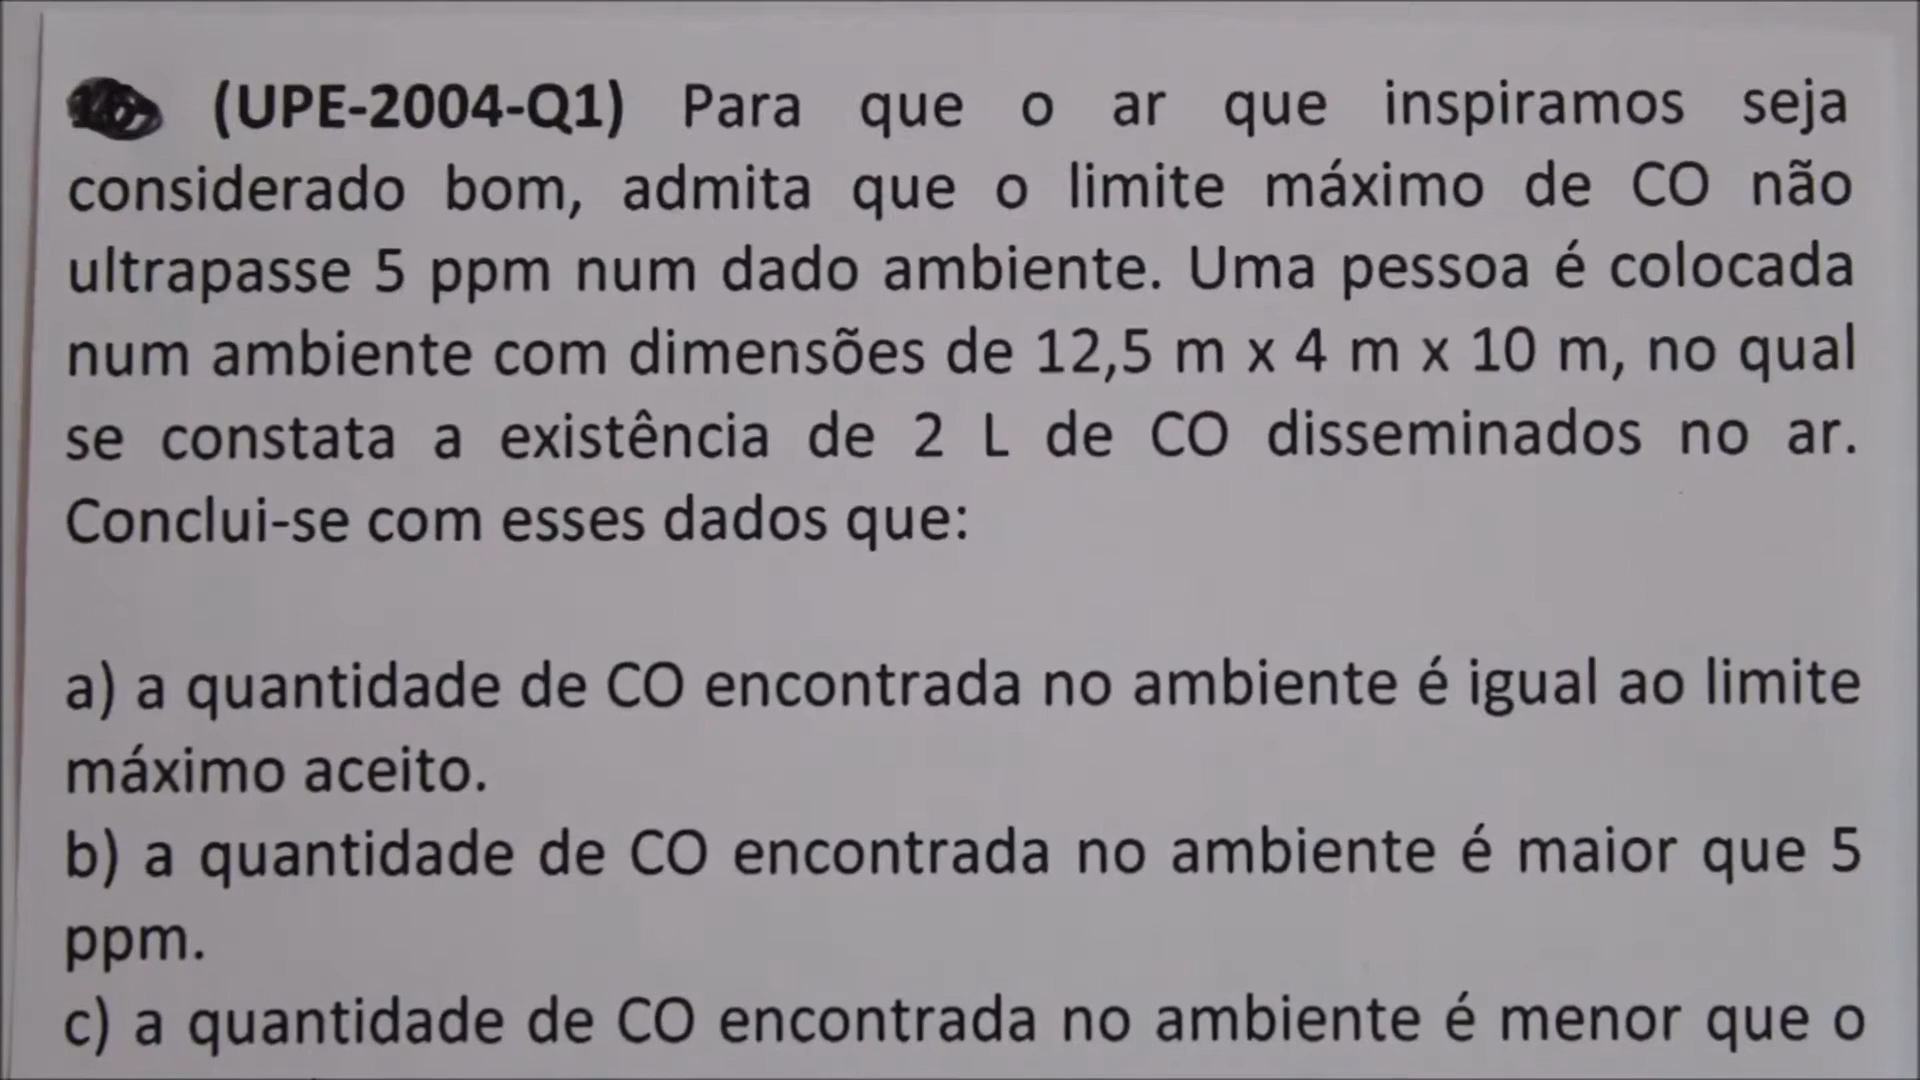 (UPE-2004-Q1) Para que o ar que inspiramos seja
considerado bom, admita que o limite máximo de CO não
ultrapasse 5 ppm num dado ambiente. Uma pessoa é colocada
num ambiente com dimensões de 12,5 m x 4 m x 10 m, no qual
se constata a existência de 2 L de CO disseminados no ar.
Conclui-se com esses dados que:
a) a quantidade de CO encontrada no ambiente é igual ao limite
máximo aceito.
b) a quantidade de CO encontrada no ambiente é maior que 5
ppm.
c) a quantidade de CO encontrada no ambiente é menor que o